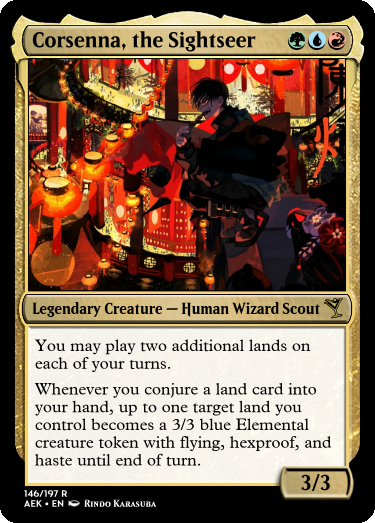 Corsenna, the Sightseer
Legendary Creature — Human Wizard Scout
You may play two additional lands on
each of your turns.
Whenever you conjure a land card into
your hand, up to one target land you
control becomes a 3/3 blue Elemental
creature token with flying, hexproof, and
haste until end of turn.
3/3
146/197 R
AEK • EN Rindo Karasuba